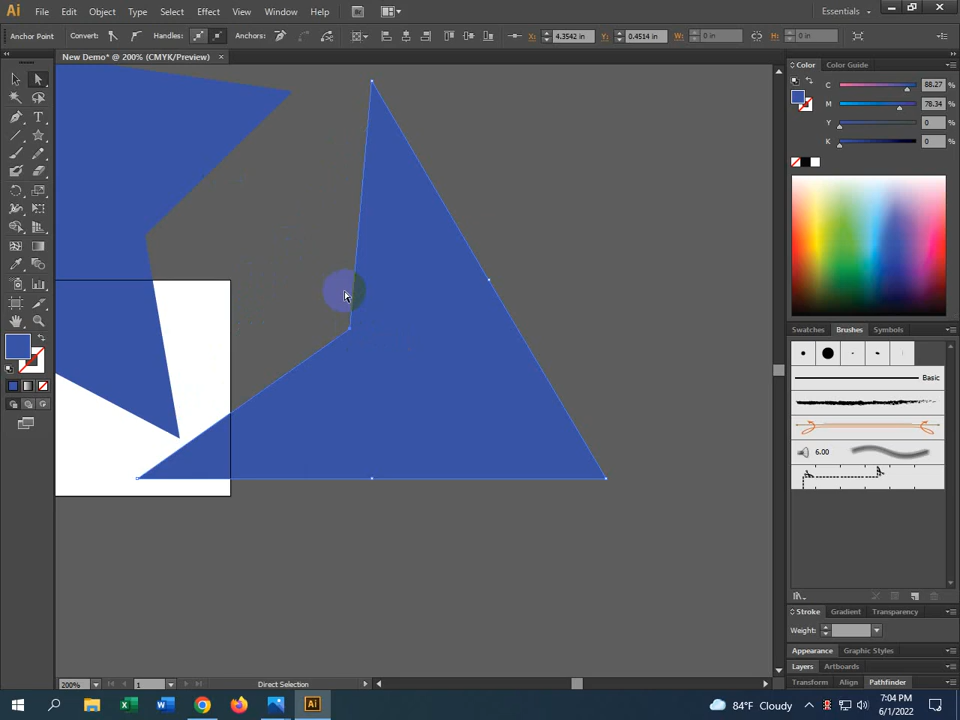 Ai File Edit Object Type Select Effect View Window Help Br Essentials
Anchor Point Convert: Handles: Anchors: X: 4.3542 in Y: 0.4514 in W: 0 in H: 0 in
New Demo* @ 200% (CMYK/Preview) ×
Color Color Guide
C 88.27 %
M 78.34 %
Y 0 %
K 0 %
Swatches Brushes Symbols
Basic
6.00
Stroke Gradient Transparency
Weight:
Appearance Graphic Styles
Layers Artboards
Transform Align Pathfinder
200% 1 Direct Selection
84°F Cloudy
7:04 PM
6/1/2022